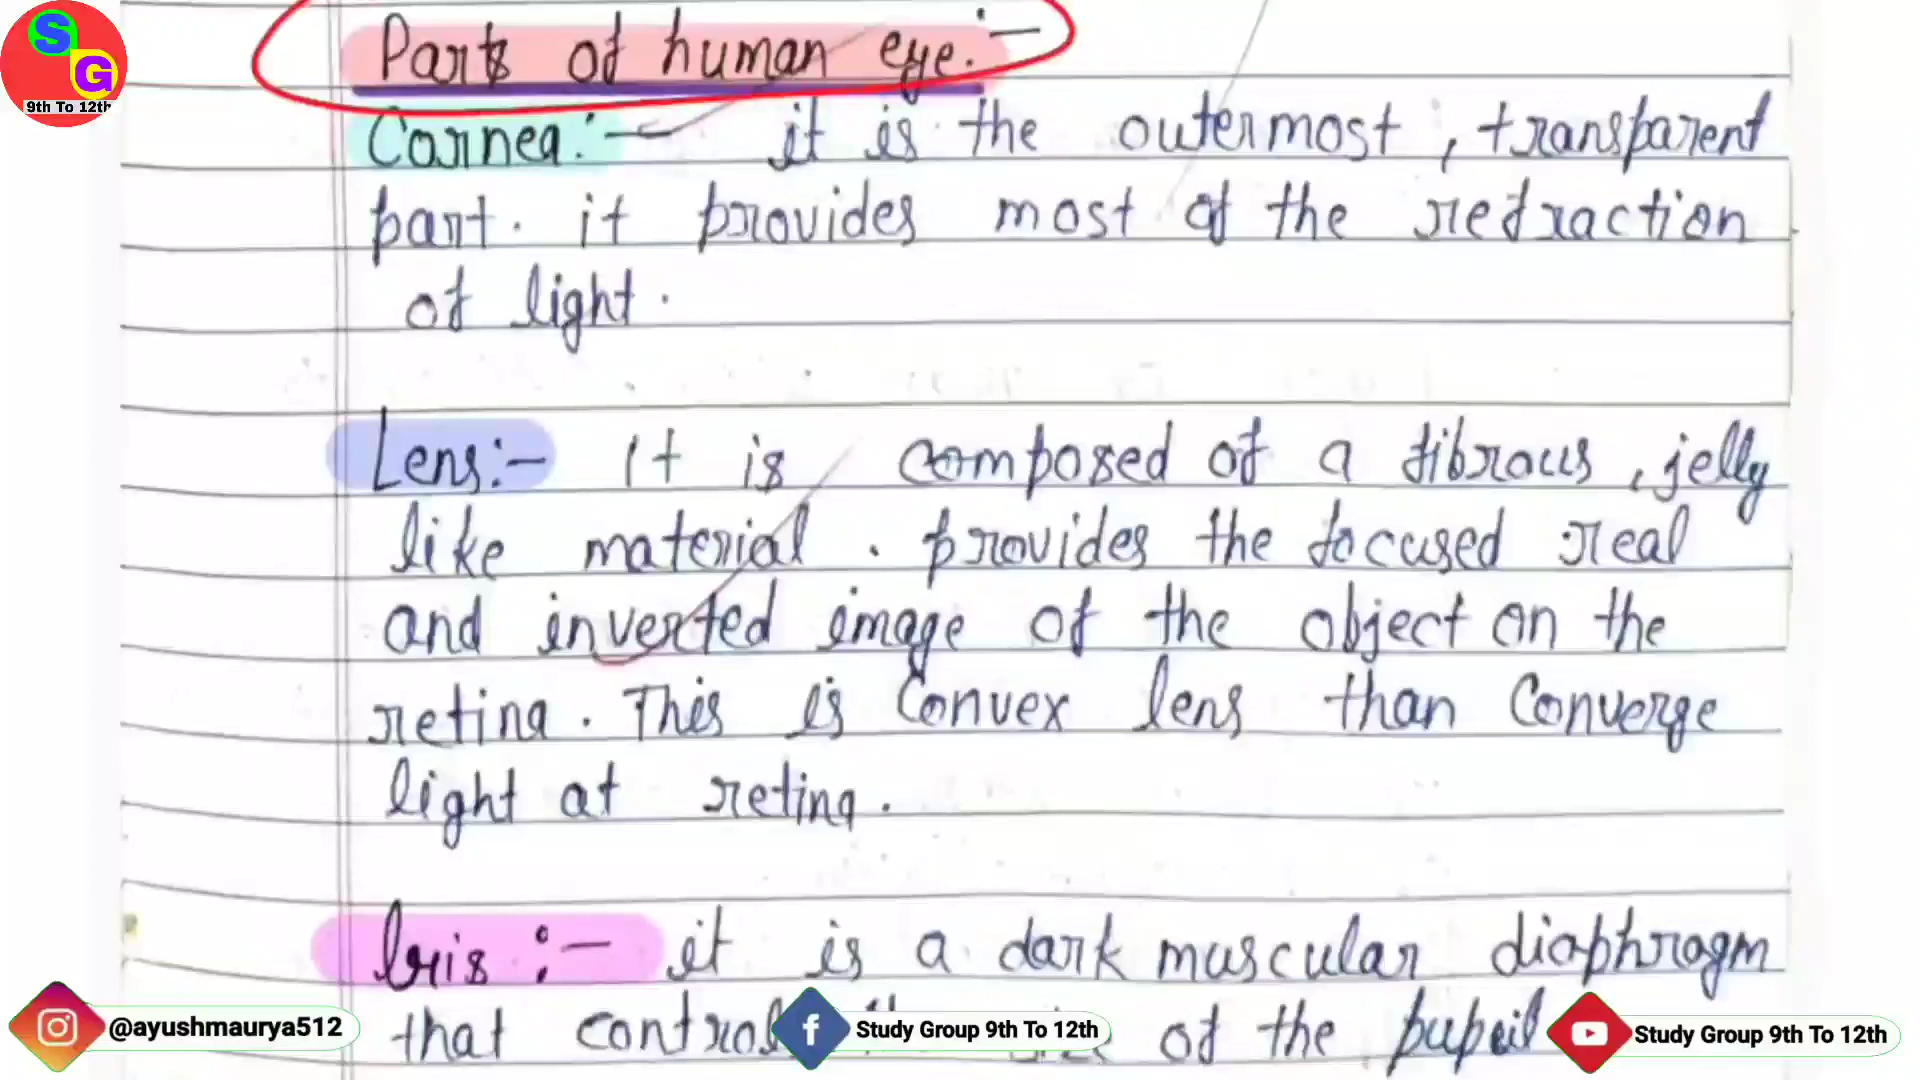 S
G
9th To 12th
Parts of human eye:-
Cornea:- it is the outermost, transparent
part. it provides most of the refraction
of light.
Lens:- It is composed of a fibrous, jelly
like material. provides the focused real
and inverted image of the object on the
retina. This is Convex lens than Converge
light at retina.
Iris:- it is a dark muscular diaphragm
that control of the pupil
@ayushmaurya512
Study Group 9th To 12th
Study Group 9th To 12th